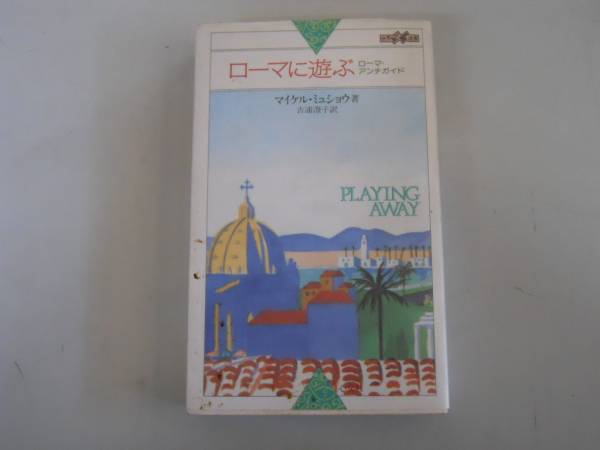 ローマに遊ぶ
ローマ・
アンチガイド
マイケル・ミュショウ著
吉浦澄子訳
PLAYING
AWAY